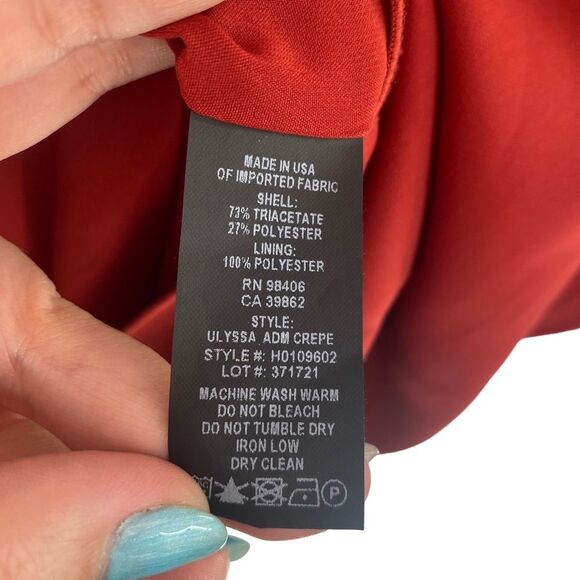 MADE IN USA
OF IMPORTED FABRIC
SHELL:
73% TRIACETATE
27% POLYESTER
LINING:
100% POLYESTER
RN 98406
CA 39862
STYLE:
ULYSSA_ADM CREPE
STYLE #: H0109602
LOT #: 371721
MACHINE WASH WARM
DO NOT BLEACH
DO NOT TUMBLE DRY
IRON LOW
DRY CLEAN
P